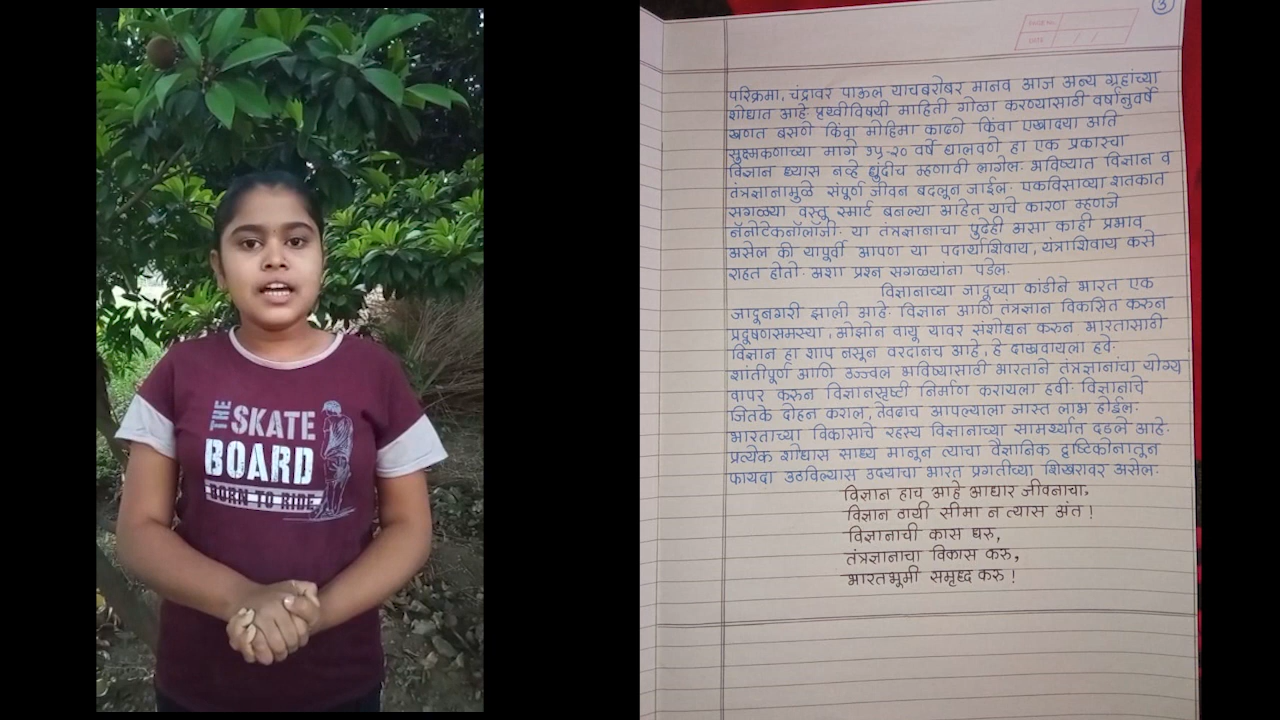 THE
SKATE
BOARD
BORN TO RIDE
3
PAGE No.
DATE
परिक्रमा, चंद्रावर पाऊल याचबरोबर मानव आज अन्य ग्रहांच्या
शोधात आहे. पृथ्वीविषयी माहिती गोळा करण्यासाठी वर्षानुवर्षे
खणत बसणे किंवा मोहिमा काढणे किंवा एखाद्या अति
सुक्ष्मकणाच्या मागे १५-२० वर्षे घालवणे हा एक प्रकारचा
विज्ञान ध्यास नव्हे धुंदीच म्हणावी लागेल. भविष्यात विज्ञान व
तंत्रज्ञानामुळे संपूर्ण जीवन बदलून जाईल. एकविसाव्या शतकात
सगळ्या वस्तू स्मार्ट बनल्या आहेत याचे कारण म्हणजे
नॅनोटेकनॉलॉजी. या तंत्रज्ञानाचा पुढेही असा काही प्रभाव
असेल की यापूर्वी आपण या पदार्थाशिवाय, यंत्राशिवाय कसे
राहत होतो. अशा प्रश्न सगळ्यांना पडेल.
विज्ञानाच्या जादूच्या कांडीने भारत एक
जादूनगरी झाली आहे. विज्ञान आणि तंत्रज्ञान विकसित करुन
प्रदूषणसमस्या, ओझोन वायू यावर संशोधन करुन भारतासाठी
विज्ञान हा शाप नसून वरदानच आहे, हे दाखवायला हवे.
शांतीपूर्ण आणि उज्ज्वल भविष्यासाठी भारताने तंत्रज्ञानांचा योग्य
वापर करुन विज्ञानसृष्टी निर्माण करायला हवी. विज्ञानाचे
जितके दोहन कराल, तेवढाच आपल्याला जास्त लाभ होईल.
भारताच्या विकासाचे रहस्य विज्ञानाच्या सामर्थ्यात दडले आहे.
प्रत्येक शोधास साध्य मानून त्याचा वैज्ञानिक दृष्टिकोनातून
फायदा उठविल्यास उद्याचा भारत प्रगतीच्या शिखरावर असेल.
विज्ञान हाच आहे आधार जीवनाचा,
विज्ञान ठायी सीमा न त्यास अंत !
विज्ञानाची कास धरु,
तंत्रज्ञानाचा विकास करु,
भारतभूमी समृध्द करु !